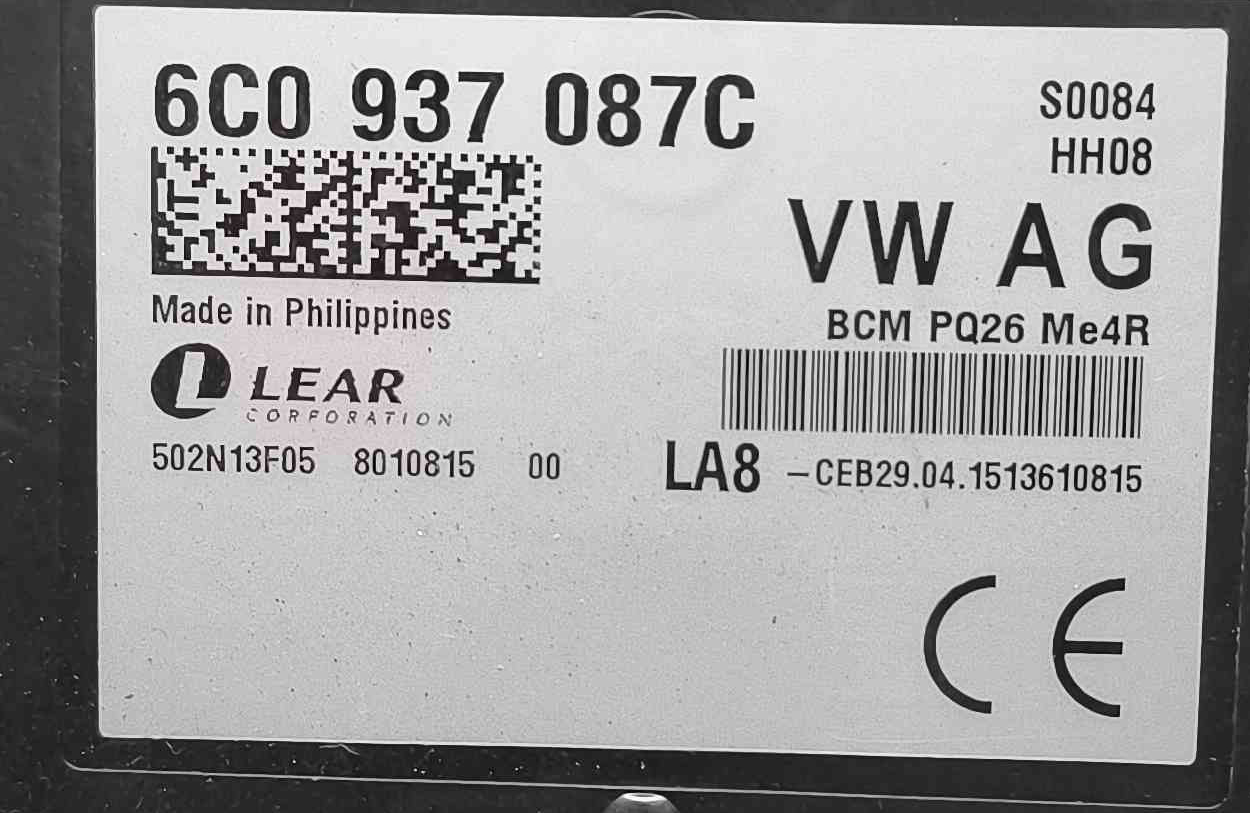 6C0 937 087C
S0084
HH08
VW AG
Made in Philippines
BCM PQ26 Me4R
LEAR
CORPORATION
502N13F05 8010815 00
LA8 -CEB29.04.1513610815
CE